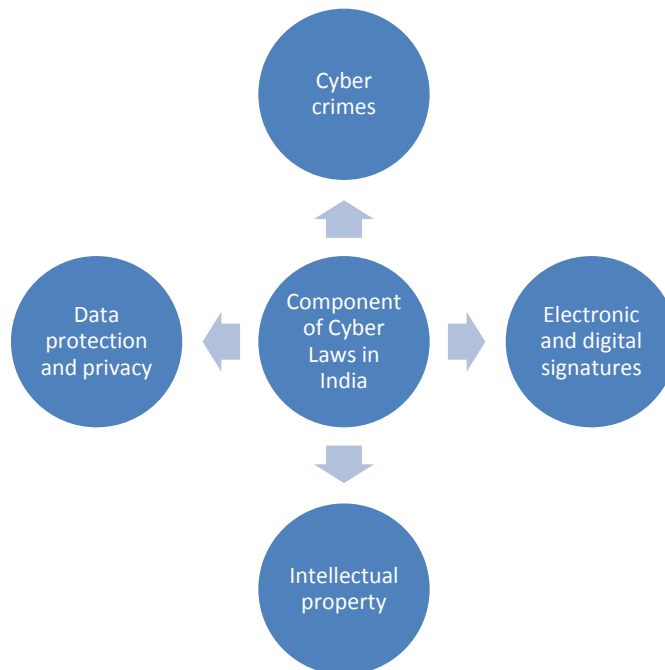 Cyber
crimes
Data
protection
and privacy
Component
of Cyber
Laws in
India
Electronic
and digital
signatures
Intellectual
property